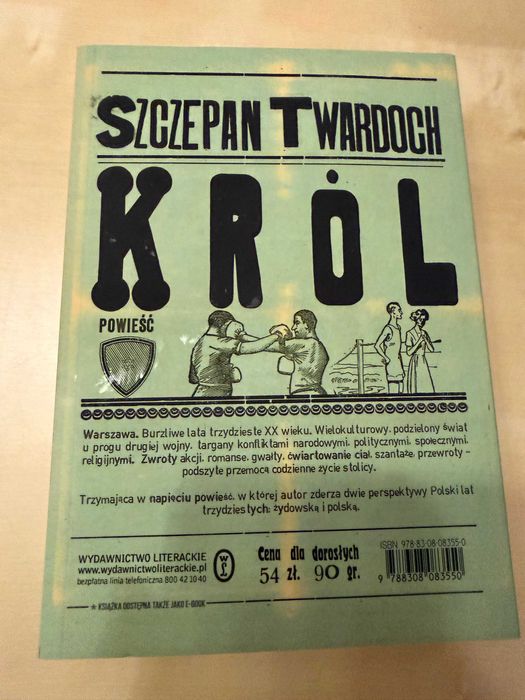 SZCZEPAN TWARDOCH
KRÓL
POWIEŚĆ
Warszawa. Burzliwe lata trzydzieste XX wieku. Wielokulturowy, podzielony świat
u progu drugiej wojny, targany konfliktami narodowymi, politycznymi, społecznymi,
religijnymi. Zwroty akcji, romanse, gwałty, ćwiartowanie ciał, szantaże, przewroty -
podszyte przemocą codzienne życie stolicy.
Trzymająca w napięciu powieść, w której autor zderza dwie perspektywy Polski lat
trzydziestych: żydowską i polską.
WYDAWNICTWO LITERACKIE
www.wydawnictwoliterackie.pl
bezpłatna linia telefoniczna 800 42 10 40
w l
Cena dla dorosłych
54 zł. 90 gr.
ISBN 978-83-08-08355-0
9 788308 083550
★ KSIĄŻKA DOSTĘPNA TAKŻE JAKO E-BOOK